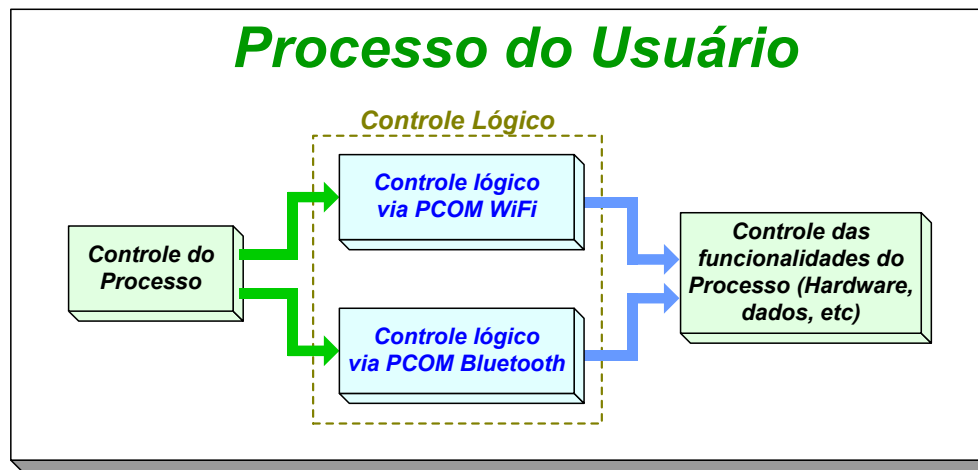 Processo do Usuário
Controle Lógico
Controle lógico
via PCOM WiFi
Controle do
Processo
Controle das
funcionalidades do
Processo (Hardware,
dados, etc)
Controle lógico
via PCOM Bluetooth